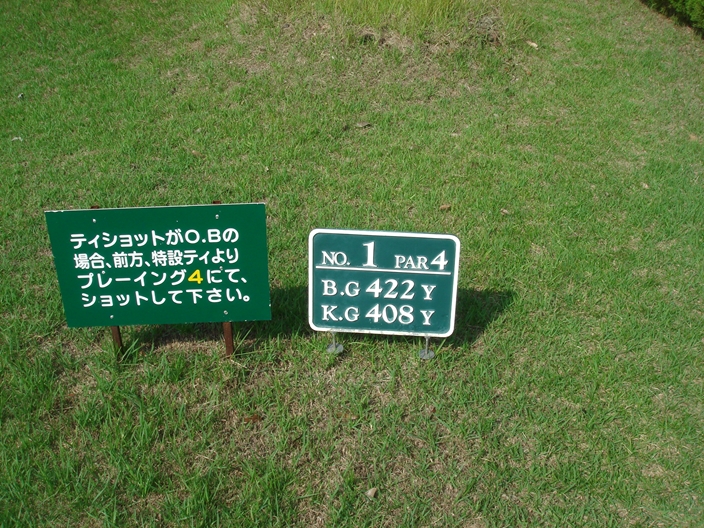 ティショットがO.Bの
場合、前方、特設ティより
プレーイング4にて、
ショットして下さい。
NO. 1 PAR 4
B.G 422 Y
K.G 408 Y